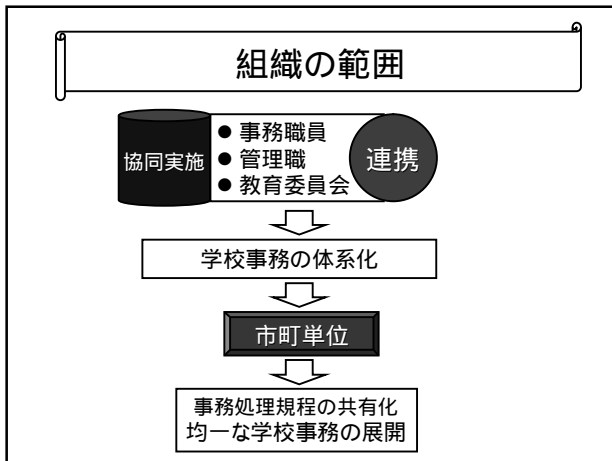 組織の範囲
協同実施
● 事務職員
● 管理職
● 教育委員会
連携
学校事務の体系化
市町単位
事務処理規程の共有化
均一な学校事務の展開